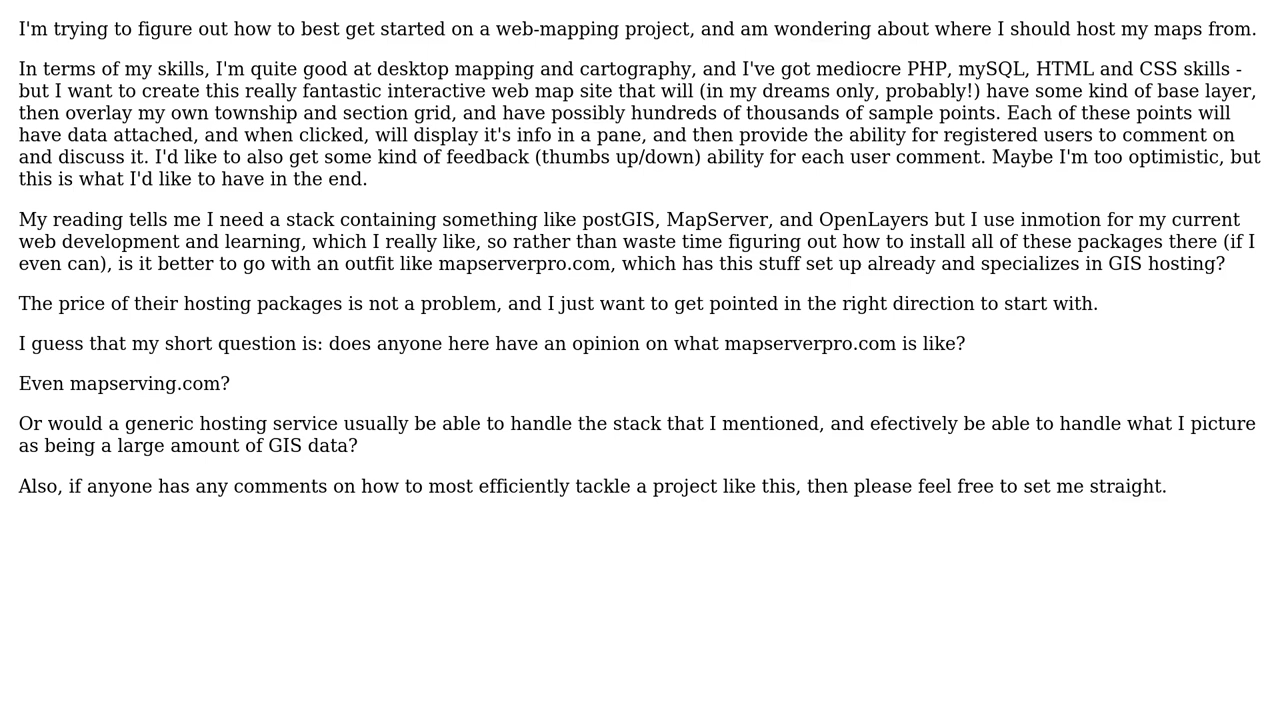 I'm trying to figure out how to best get started on a web-mapping project, and am wondering about where I should host my maps from.
In terms of my skills, I'm quite good at desktop mapping and cartography, and I've got mediocre PHP, mySQL, HTML and CSS skills -
but I want to create this really fantastic interactive web map site that will (in my dreams only, probably!) have some kind of base layer,
then overlay my own township and section grid, and have possibly hundreds of thousands of sample points. Each of these points will
have data attached, and when clicked, will display it's info in a pane, and then provide the ability for registered users to comment on
and discuss it. I'd like to also get some kind of feedback (thumbs up/down) ability for each user comment. Maybe I'm too optimistic, but
this is what I'd like to have in the end.
My reading tells me I need a stack containing something like postGIS, MapServer, and OpenLayers but I use inmotion for my current
web development and learning, which I really like, so rather than waste time figuring out how to install all of these packages there (if I
even can), is it better to go with an outfit like mapserverpro.com, which has this stuff set up already and specializes in GIS hosting?
The price of their hosting packages is not a problem, and I just want to get pointed in the right direction to start with.
I guess that my short question is: does anyone here have an opinion on what mapserverpro.com is like?
Even mapserving.com?
Or would a generic hosting service usually be able to handle the stack that I mentioned, and efectively be able to handle what I picture
as being a large amount of GIS data?
Also, if anyone has any comments on how to most efficiently tackle a project like this, then please feel free to set me straight.